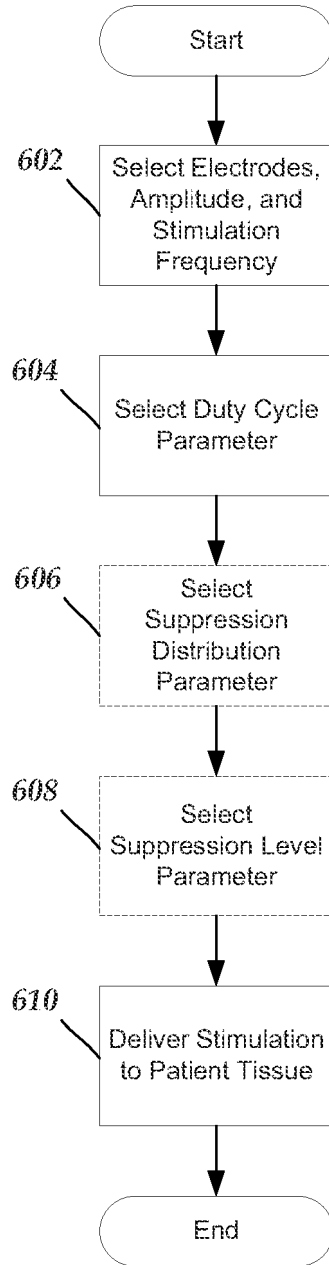 Start
602
Select Electrodes,
Amplitude, and
Stimulation
Frequency
604
Select Duty Cycle
Parameter
606
Select
Suppression
Distribution
Parameter
608
Select
Suppression Level
Parameter
610
Deliver Stimulation
to Patient Tissue
End